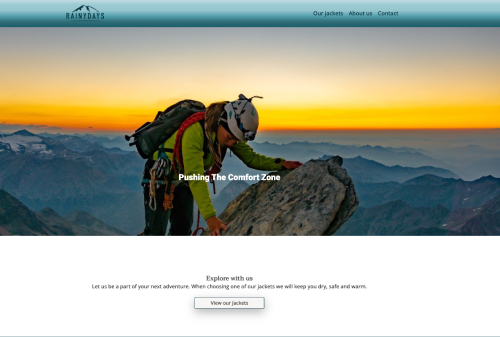 RAINYDAYS
Our jackets About us Contact
Pushing The Comfort Zone
Explore with us
Let us be a part of your next adventure. When choosing one of our jackets we will keep you dry, safe and warm.
View our jackets